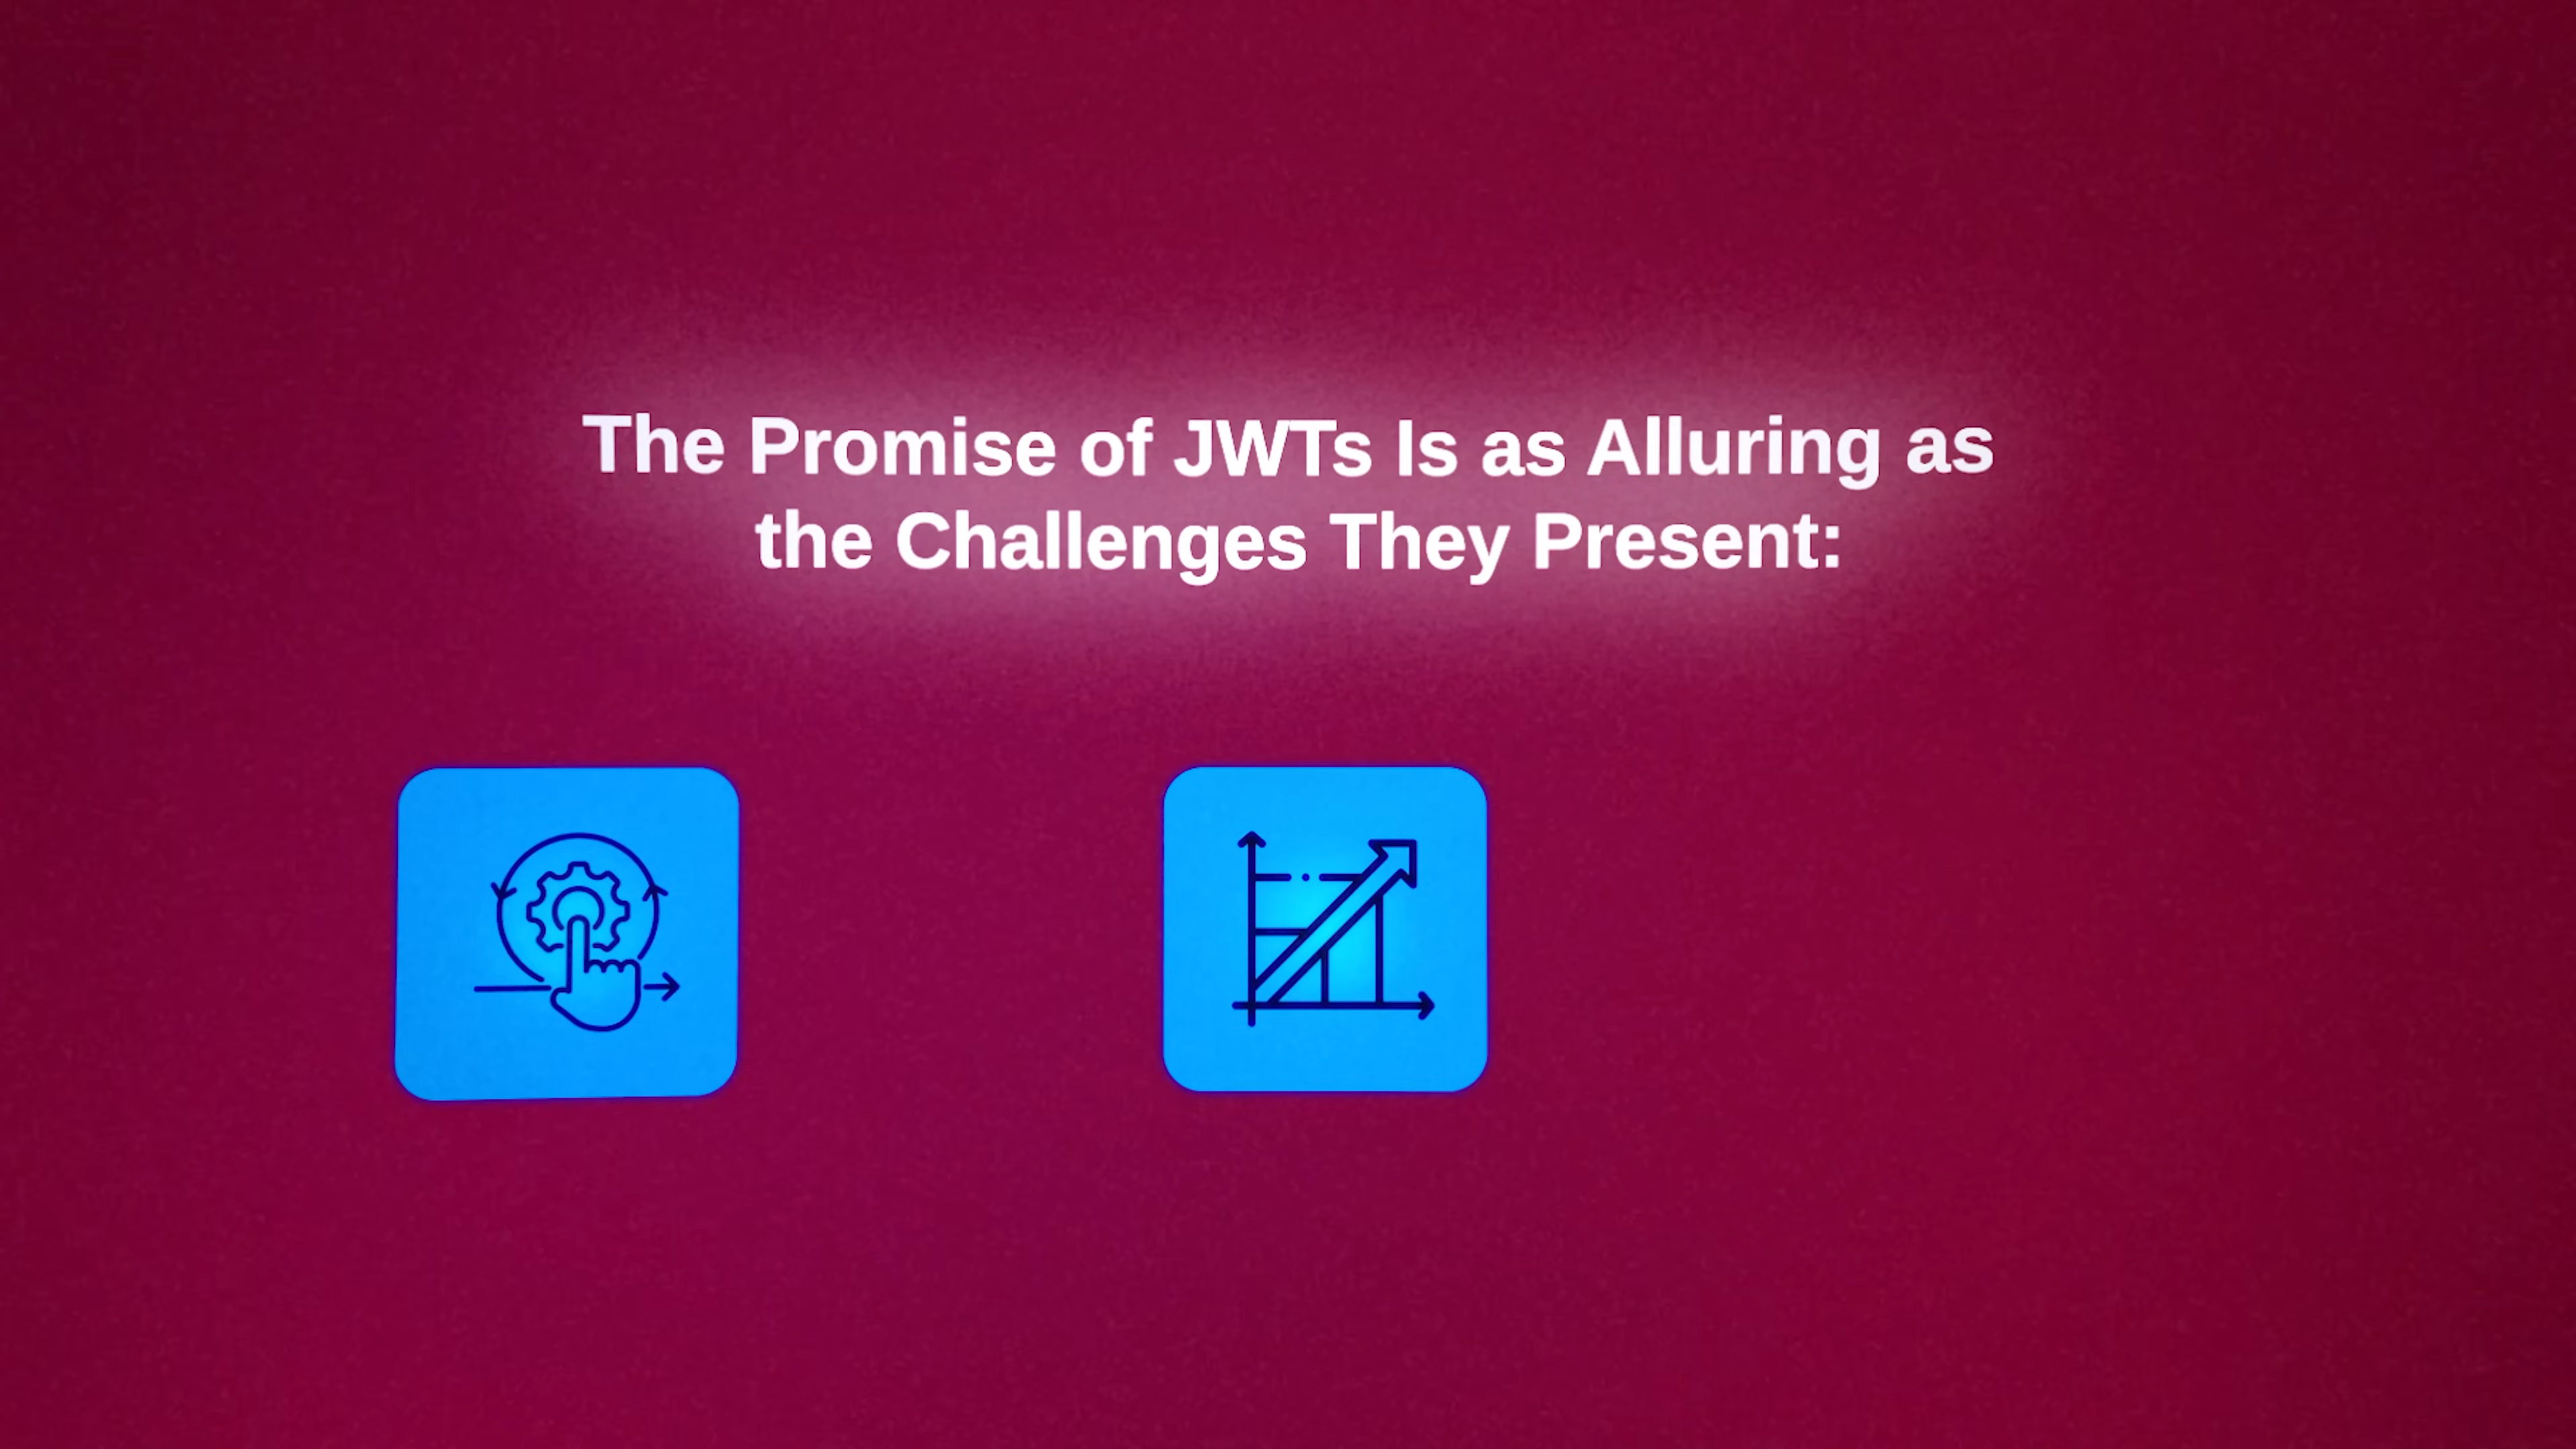 The Promise of JWTs Is as Alluring as
the Challenges They Present: